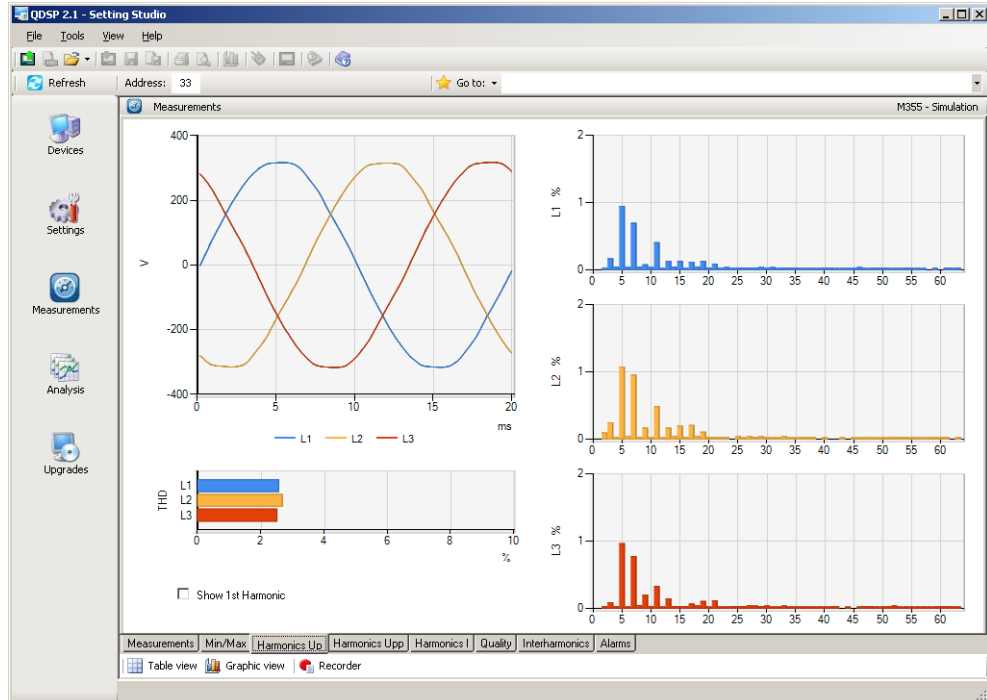 QDSP 2.1 - Setting Studio
File Tools View Help
Refresh Address: 33 Go to:
Measurements M355 - Simulation
Devices
Settings
Measurements
Analysis
Upgrades
400
200
0
-200
-400
V
0 5 10 15 20
ms
L1 L2 L3
THD
L1
L2
L3
0 2 4 6 8 10
%
Show 1st Harmonic
L1 %
2
1
0
0 5 10 15 20 25 30 35 40 45 50 55 60
L2 %
2
1
0
0 5 10 15 20 25 30 35 40 45 50 55 60
L3 %
2
1
0
0 5 10 15 20 25 30 35 40 45 50 55 60
Measurements Min/Max Harmonics Up Harmonics Upp Harmonics I Quality Interharmonics Alarms
Table view Graphic view Recorder